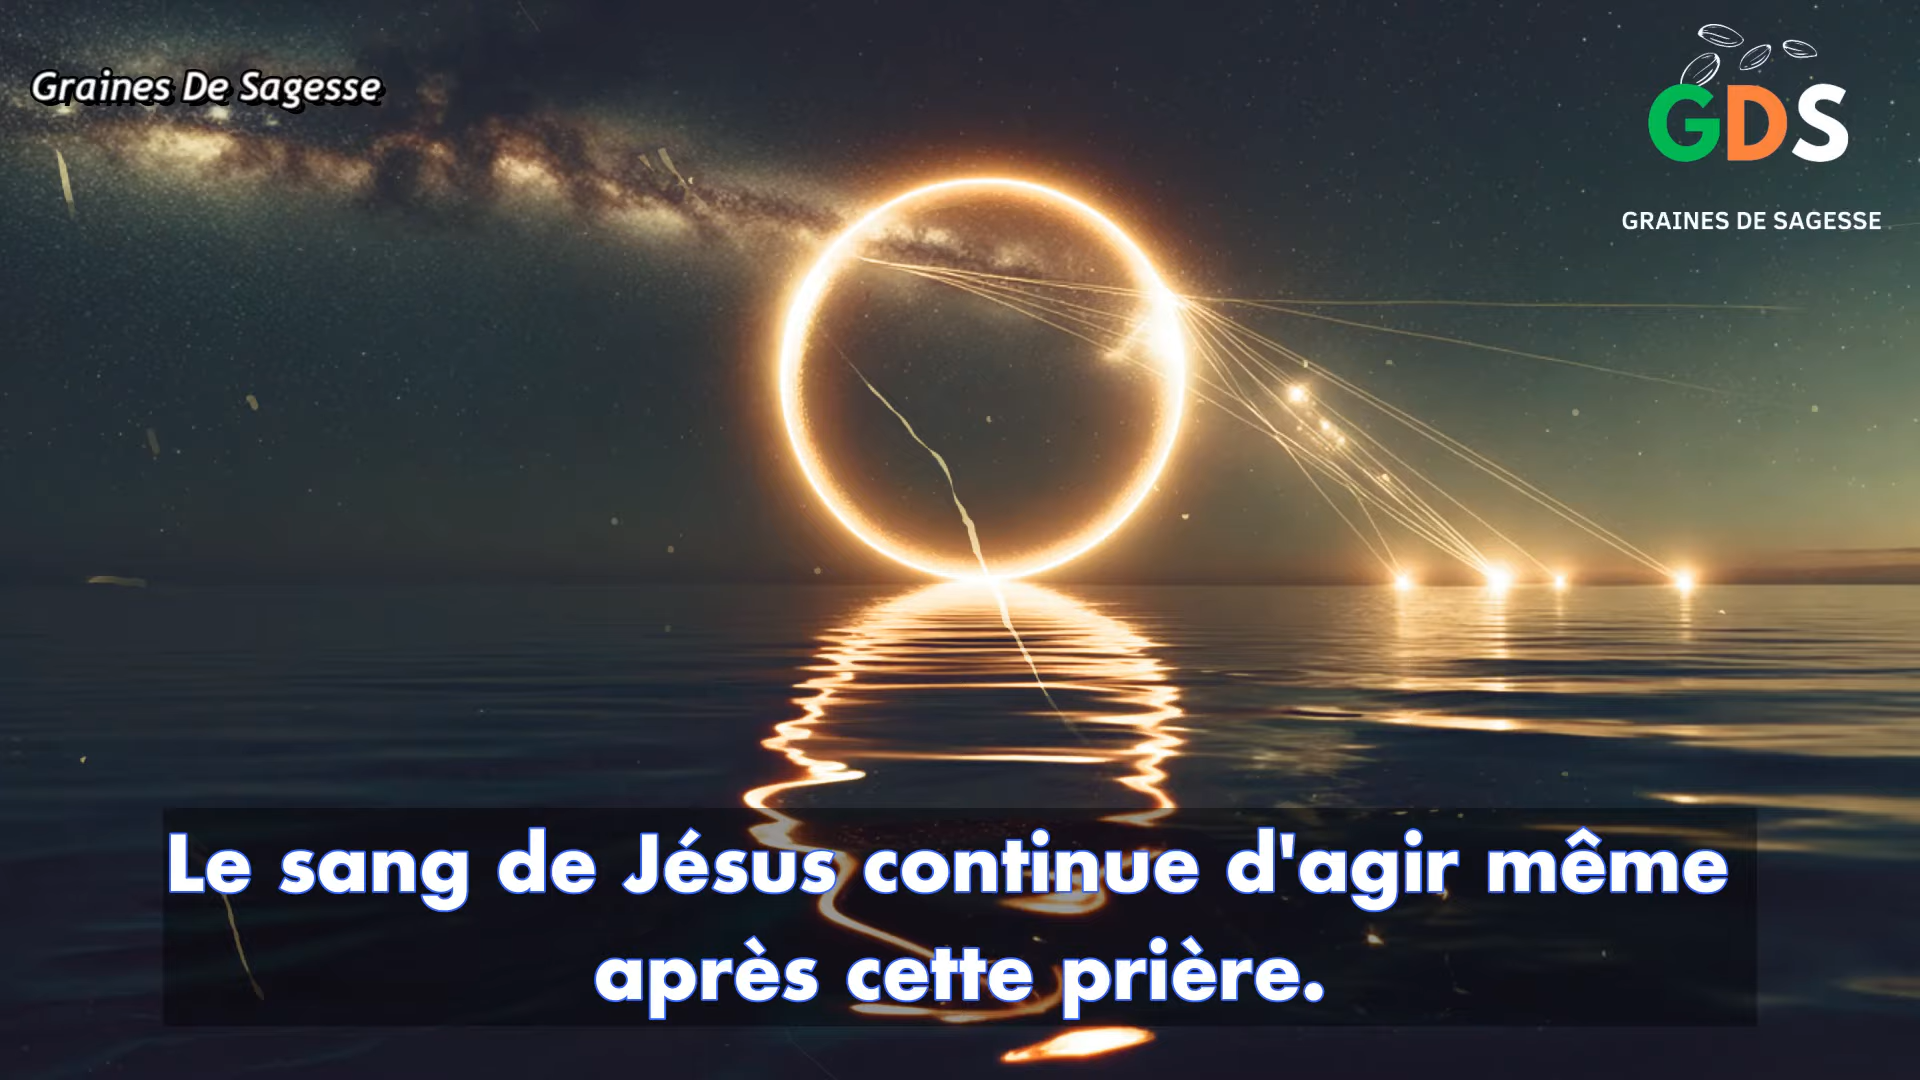 Graines De Sagesse
GDS
GRAINES DE SAGESSE
Le sang de Jésus continue d'agir même
après cette prière.